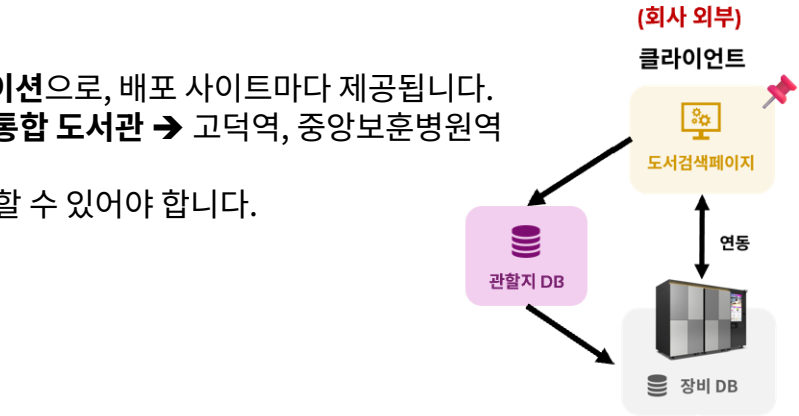 (회사 외부)
클라이언트
이션으로, 배포 사이트마다 제공됩니다.
통합 도서관 ➔ 고덕역, 중앙보훈병원역
할 수 있어야 합니다.
도서검색페이지
연동
관할지 DB
장비 DB